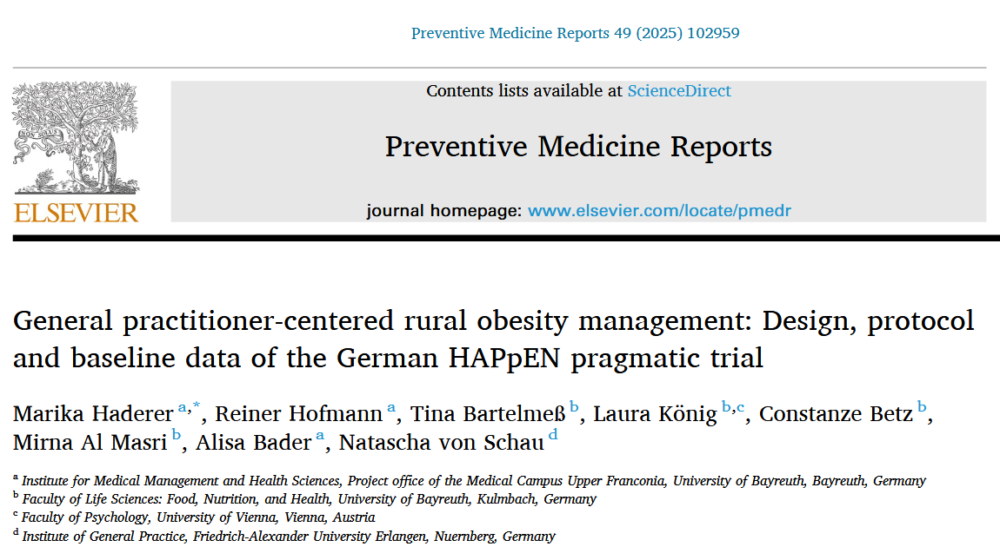 Preventive Medicine Reports 49 (2025) 102959
Contents lists available at ScienceDirect
Preventive Medicine Reports
journal homepage: www.elsevier.com/locate/pmedr
NON SOLUS
ELSEVIER
General practitioner-centered rural obesity management: Design, protocol
and baseline data of the German HAPpEN pragmatic trial
Marika Haderer a,*, Reiner Hofmann a, Tina Bartelmeß b, Laura König b,c, Constanze Betz b,
Mirna Al Masri b, Alisa Bader a, Natascha von Schau d
a Institute for Medical Management and Health Sciences, Project office of the Medical Campus Upper Franconia, University of Bayreuth, Bayreuth, Germany
b Faculty of Life Sciences: Food, Nutrition, and Health, University of Bayreuth, Kulmbach, Germany
c Faculty of Psychology, University of Vienna, Vienna, Austria
d Institute of General Practice, Friedrich-Alexander University Erlangen, Nuernberg, Germany